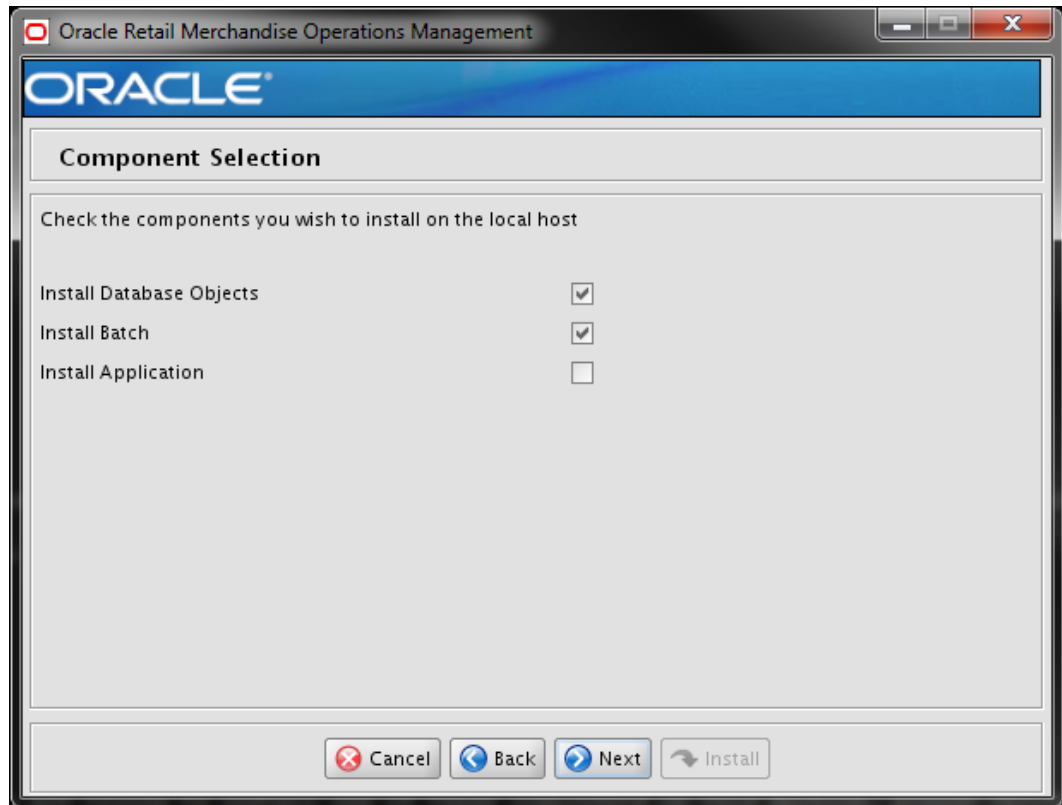 Oracle Retail Merchandise Operations Management
ORACLE®
Component Selection
Check the components you wish to install on the local host
Install Database Objects
Install Batch
Install Application
Cancel Back Next Install